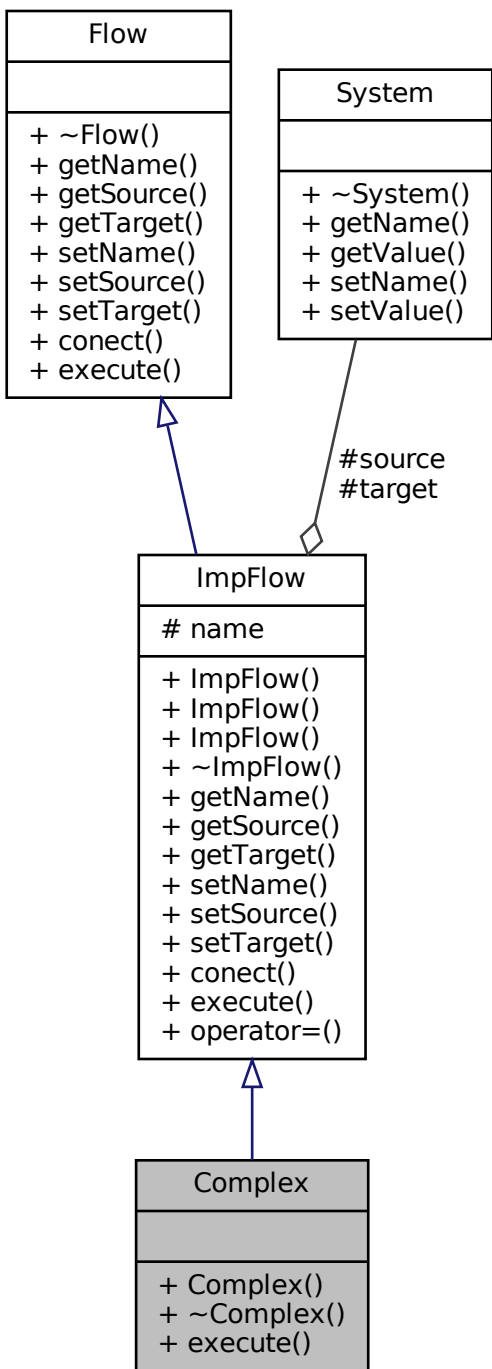 Flow
+ ~Flow()
+ getName()
+ getSource()
+ getTarget()
+ setName()
+ setSource()
+ setTarget()
+ conect()
+ execute()
System
+ ~System()
+ getName()
+ getValue()
+ setName()
+ setValue()
#source
#target
ImpFlow
# name
+ ImpFlow()
+ ImpFlow()
+ ImpFlow()
+ ~ImpFlow()
+ getName()
+ getSource()
+ getTarget()
+ setName()
+ setSource()
+ setTarget()
+ conect()
+ execute()
+ operator=()
Complex
+ Complex()
+ ~Complex()
+ execute()